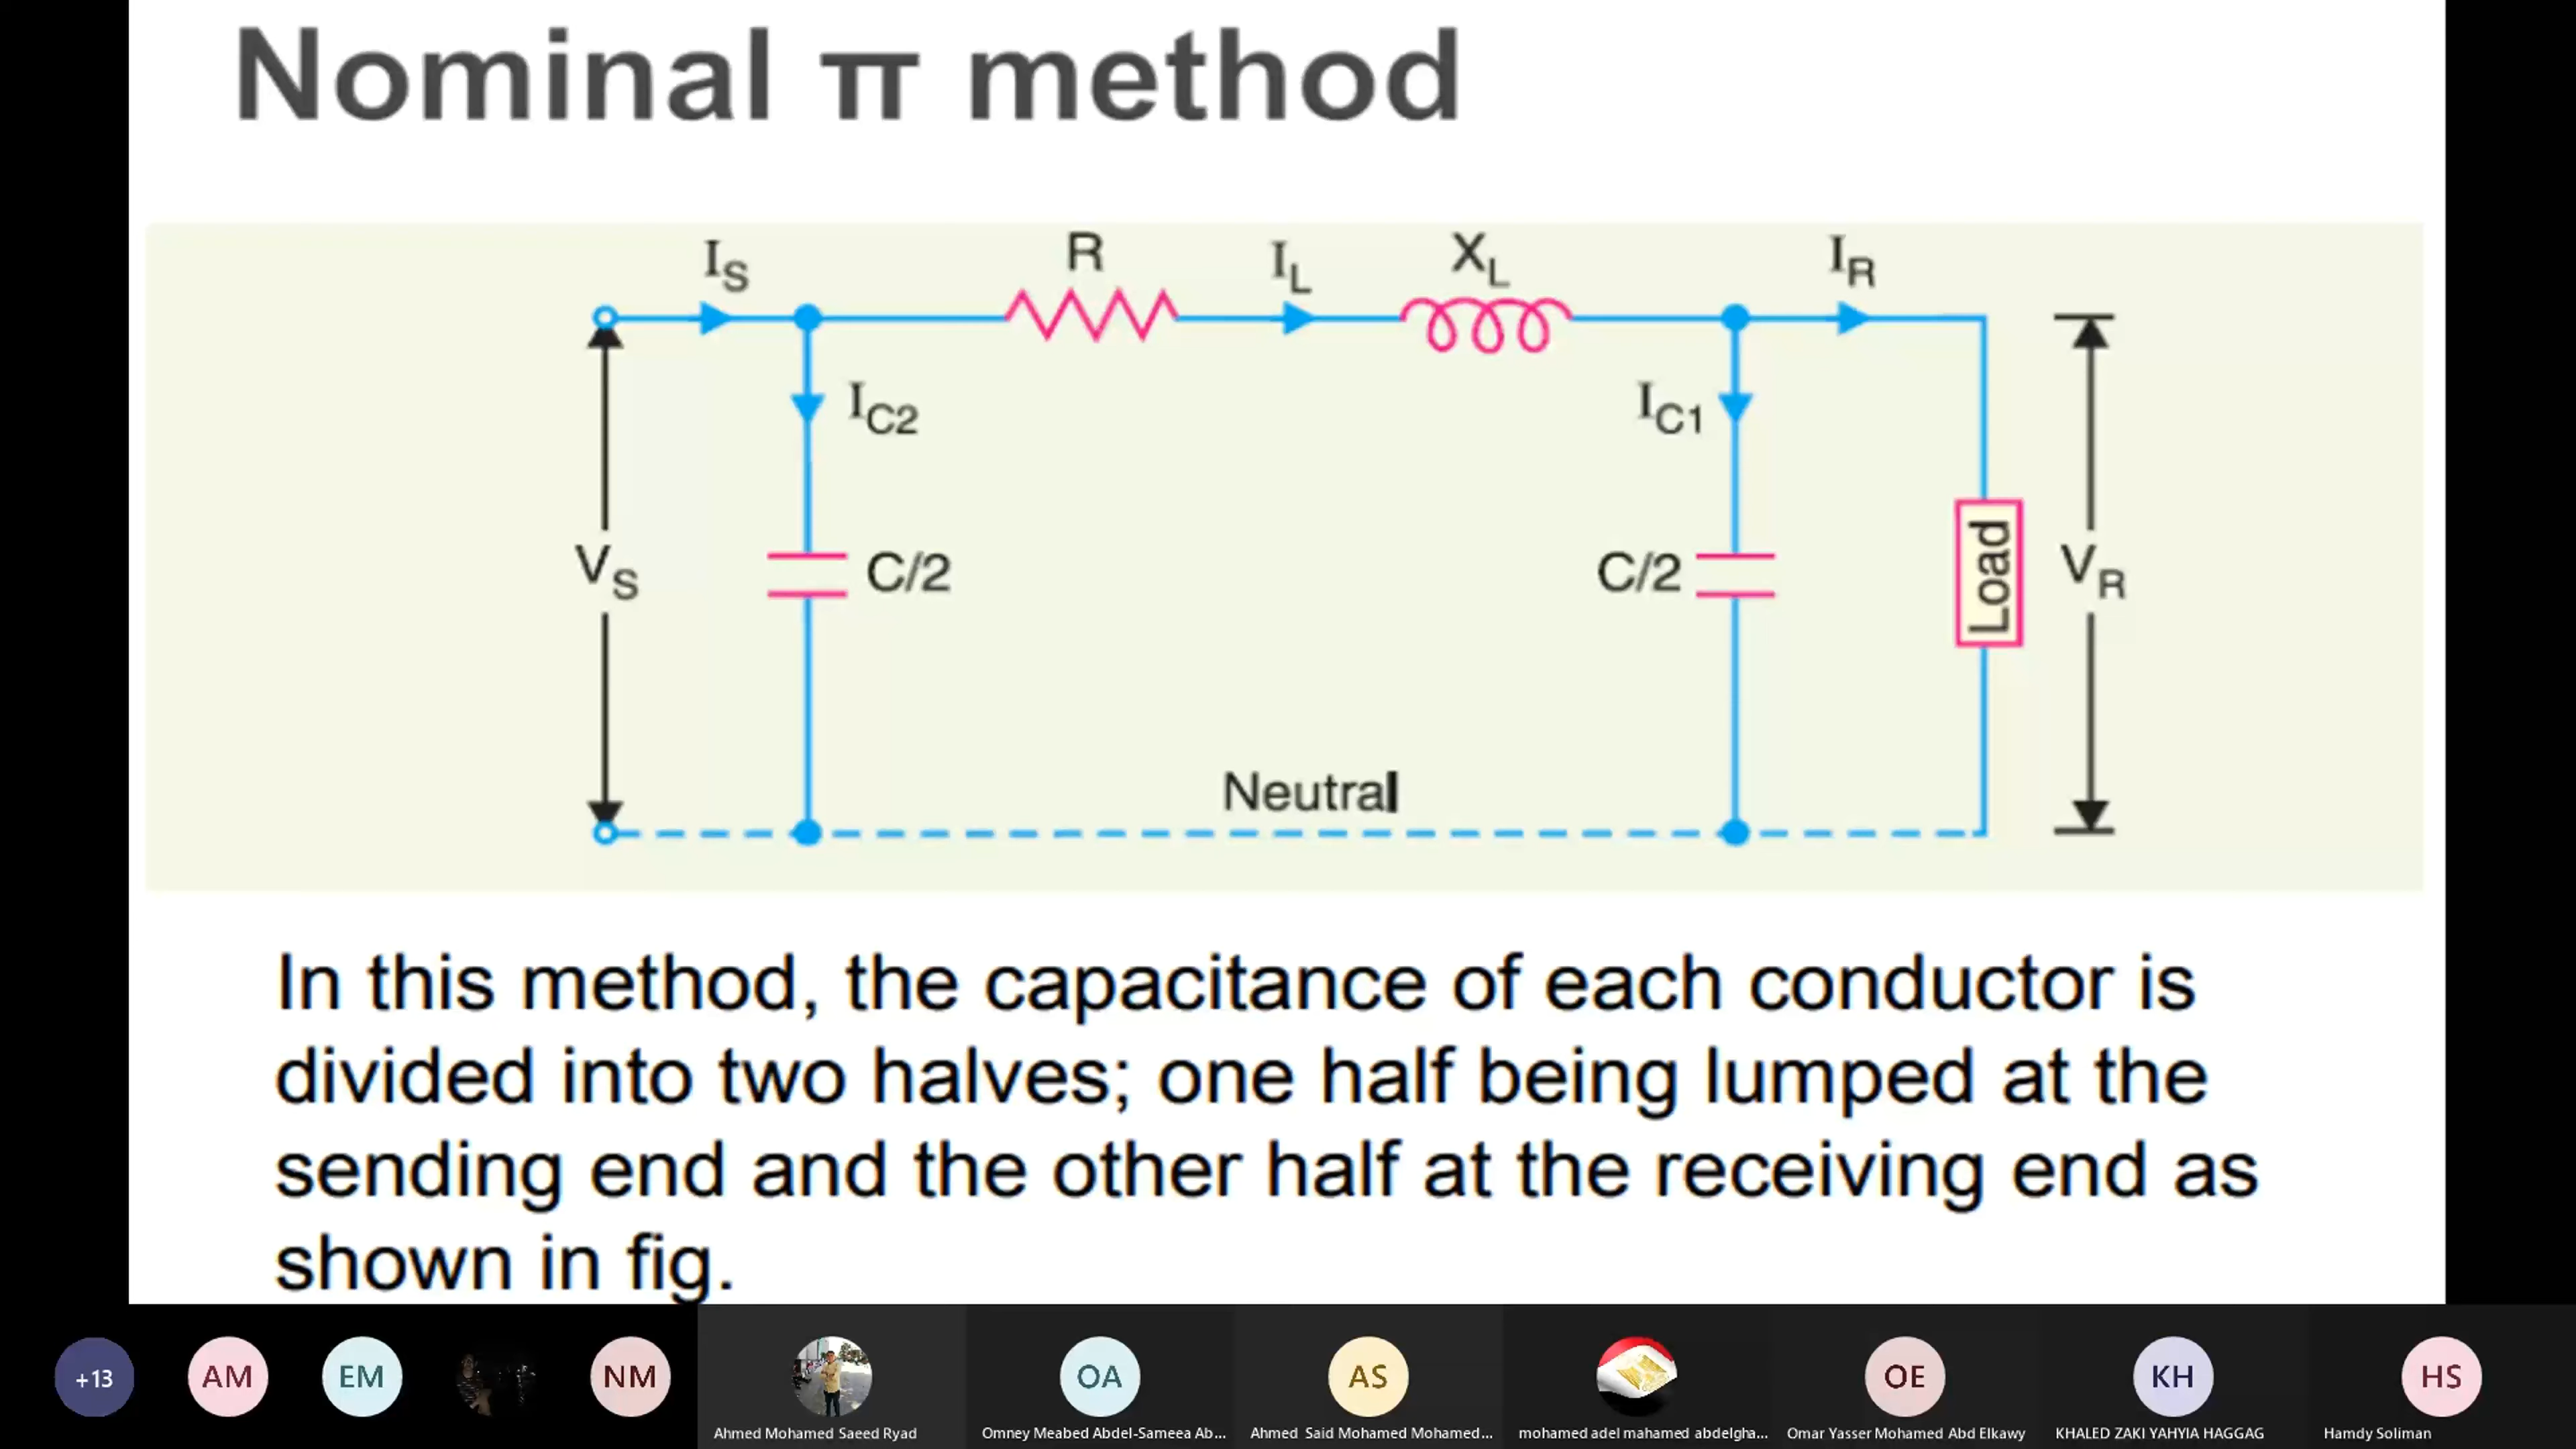 Nominal π method
I_S
R
I_L
X_L
I_R
I_C2
I_C1
V_S
C/2
C/2
Load
V_R
Neutral
In this method, the capacitance of each conductor is
divided into two halves; one half being lumped at the
sending end and the other half at the receiving end as
shown in fig.
+13
AM
EM
NM
OA
AS
OE
KH
HS
Ahmed Mohamed Saeed Ryad
Omney Meabed Abdel-Sameea Ab...
Ahmed Said Mohamed Mohamed...
mohamed adel mahamed abdelgha...
Omar Yasser Mohamed Abd Elkawy
KHALED ZAKI YAHYIA HAGGAG
Hamdy Soliman